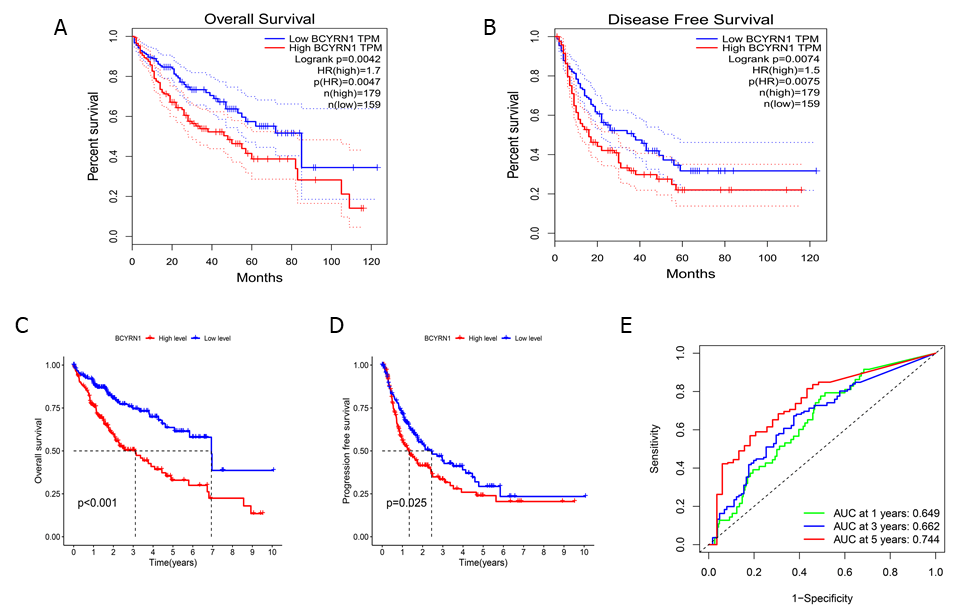 A
Overall Survival
Low BCYRN1 TPM
High BCYRN1 TPM
Logrank p=0.0042
HR(high)=1.7
p(HR)=0.0047
n(high)=179
n(low)=159
Percent survival
1.0
0.8
0.6
0.4
0.2
0.0
0 20 40 60 80 100 120
Months
B
Disease Free Survival
Low BCYRN1 TPM
High BCYRN1 TPM
Logrank p=0.0074
HR(high)=1.5
p(HR)=0.0075
n(high)=179
n(low)=159
Percent survival
1.0
0.8
0.6
0.4
0.2
0.0
0 20 40 60 80 100 120
Months
C
BCYRN1 High level Low level
Overall survival
1.00
0.75
0.50
0.25
0.00
p<0.001
0 1 2 3 4 5 6 7 8 9 10
Time(years)
D
BCYRN1 High level Low level
Progression free survival
1.00
0.75
0.50
0.25
0.00
p=0.025
0 1 2 3 4 5 6 7 8 9 10
Time(years)
E
Sensitivity
1.0
0.8
0.6
0.4
0.2
0.0
AUC at 1 years: 0.649
AUC at 3 years: 0.662
AUC at 5 years: 0.744
0.0 0.2 0.4 0.6 0.8 1.0
1−Specificity